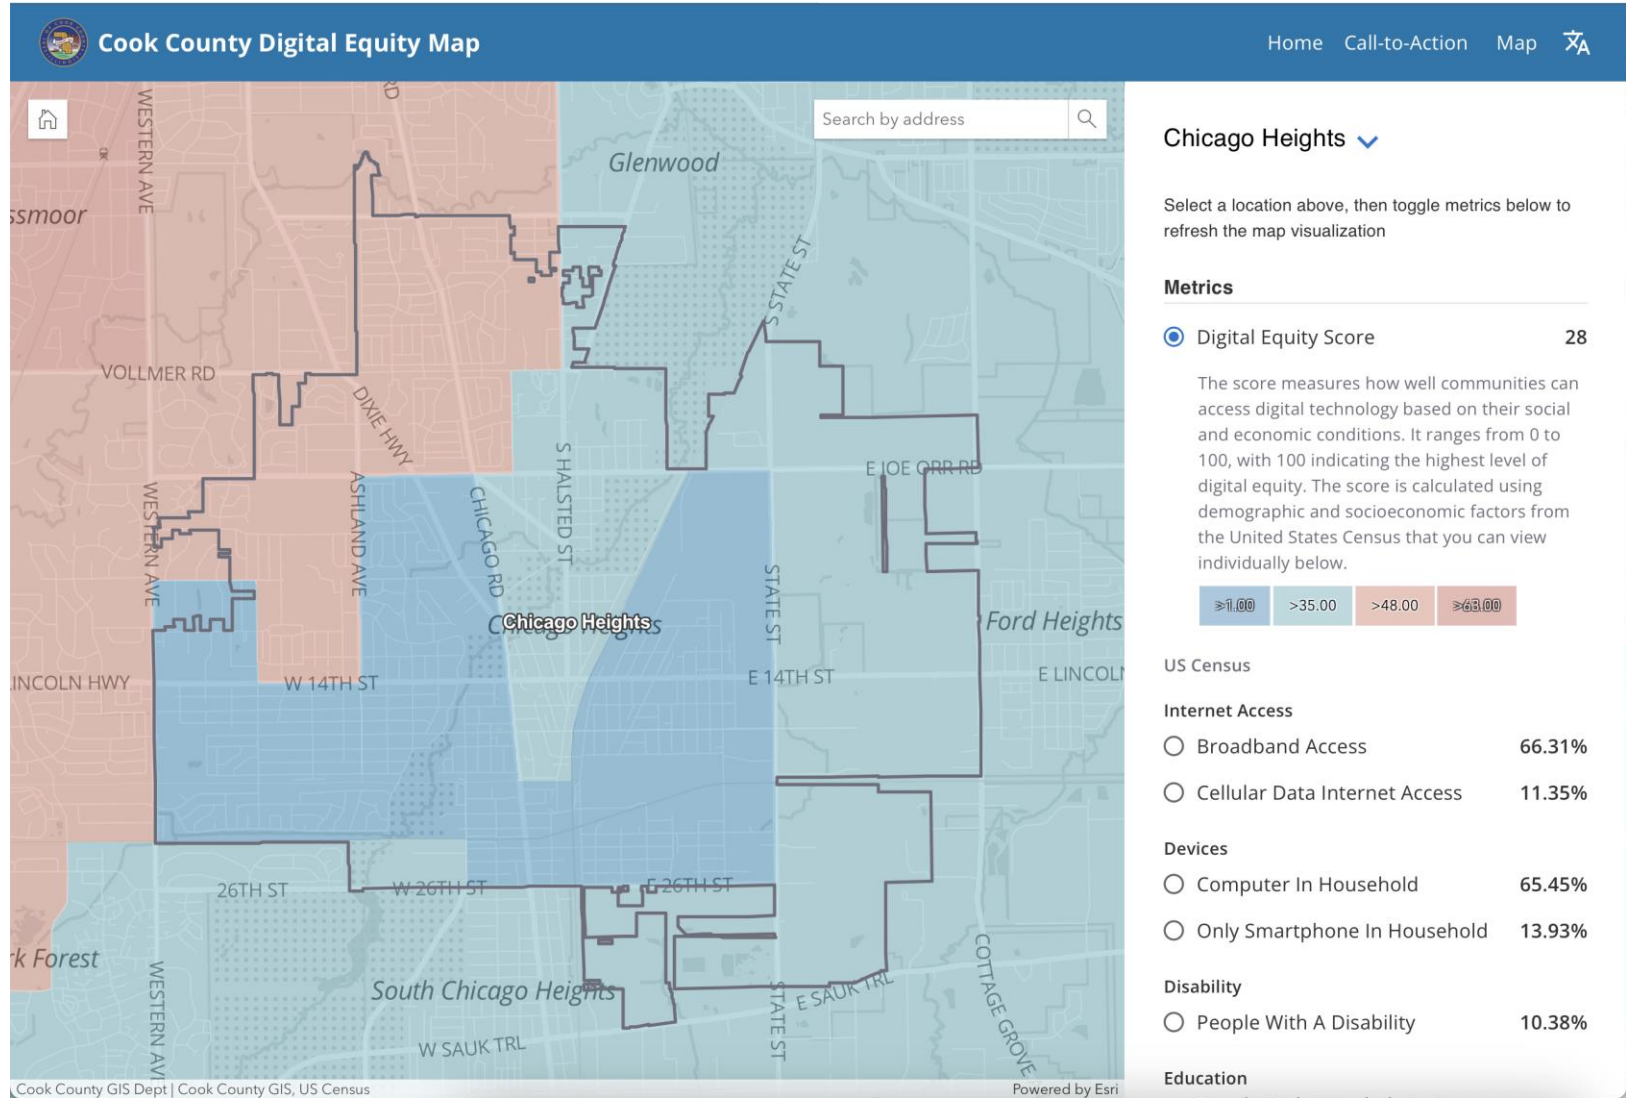 Cook County Digital Equity Map
Home Call-to-Action Map
Search by address
WESTERN AVE
RD
Glenwood
ssmoor
S STATE ST
VOLLMER RD
DIXIE HWY
S HALSTED ST
E JOE ORR RD
WESTERN AVE
ASHLAND AVE
CHICAGO RD
STATE ST
Chicago Heights
Chicago Heights
Ford Heights
INCOLN HWY
W 14TH ST
E 14TH ST
E LINCOL
26TH ST
W 26TH ST
E 26TH ST
rk Forest
WESTERN AV
South Chicago Heights
STATE ST
E SAUK TRL
COTTAGE GROVE
W SAUK TRL
Cook County GIS Dept | Cook County GIS, US Census
Powered by Esri
Chicago Heights
Select a location above, then toggle metrics below to
refresh the map visualization
Metrics
Digital Equity Score 28
The score measures how well communities can
access digital technology based on their social
and economic conditions. It ranges from 0 to
100, with 100 indicating the highest level of
digital equity. The score is calculated using
demographic and socioeconomic factors from
the United States Census that you can view
individually below.
>1.00 >35.00 >48.00 >63.00
US Census
Internet Access
Broadband Access 66.31%
Cellular Data Internet Access 11.35%
Devices
Computer In Household 65.45%
Only Smartphone In Household 13.93%
Disability
People With A Disability 10.38%
Education